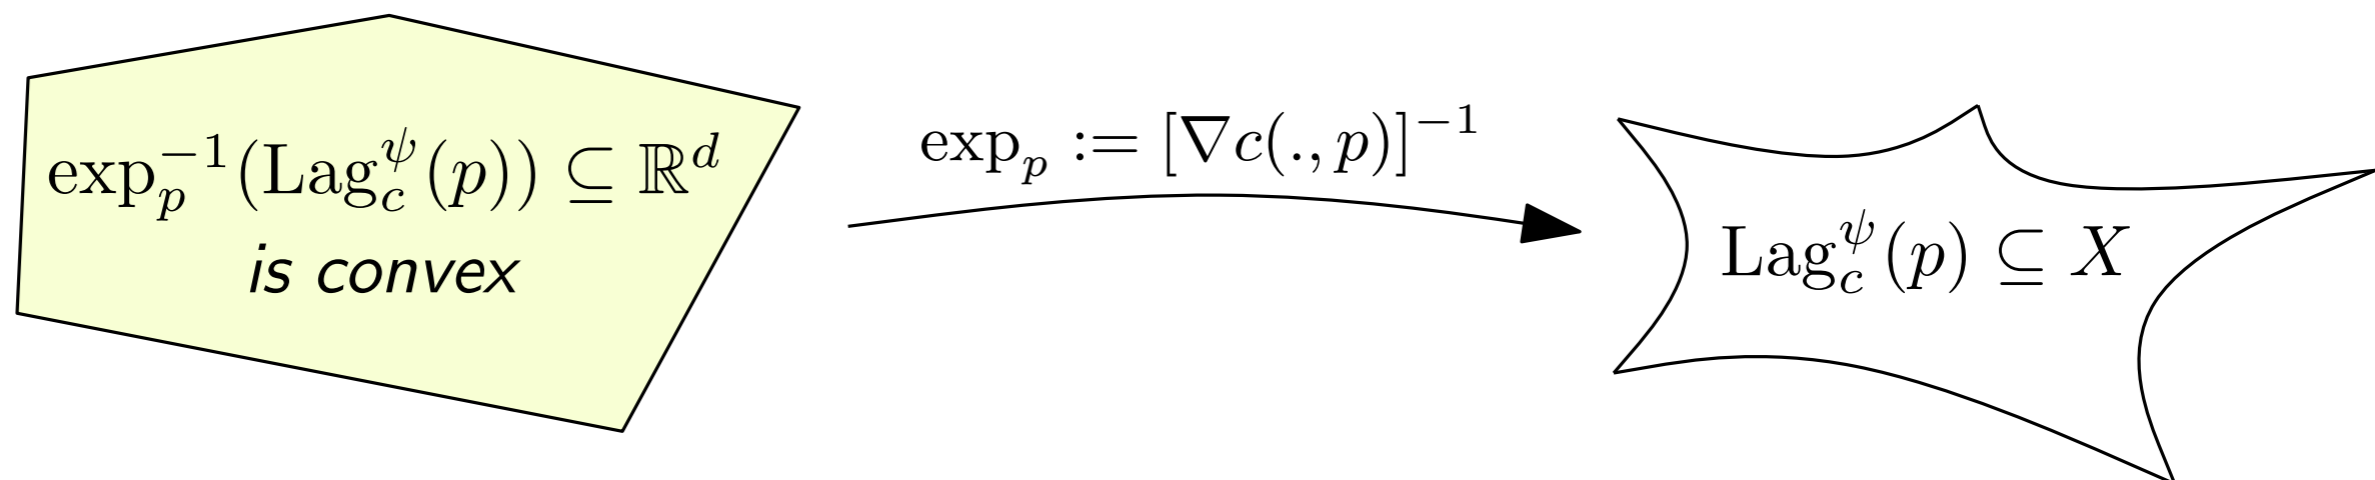 exp_p^{-1}(Lag_c^ψ(p)) ⊆ ℝ^d
is convex
exp_p := [∇c(., p)]^{-1}
Lag_c^ψ(p) ⊆ X